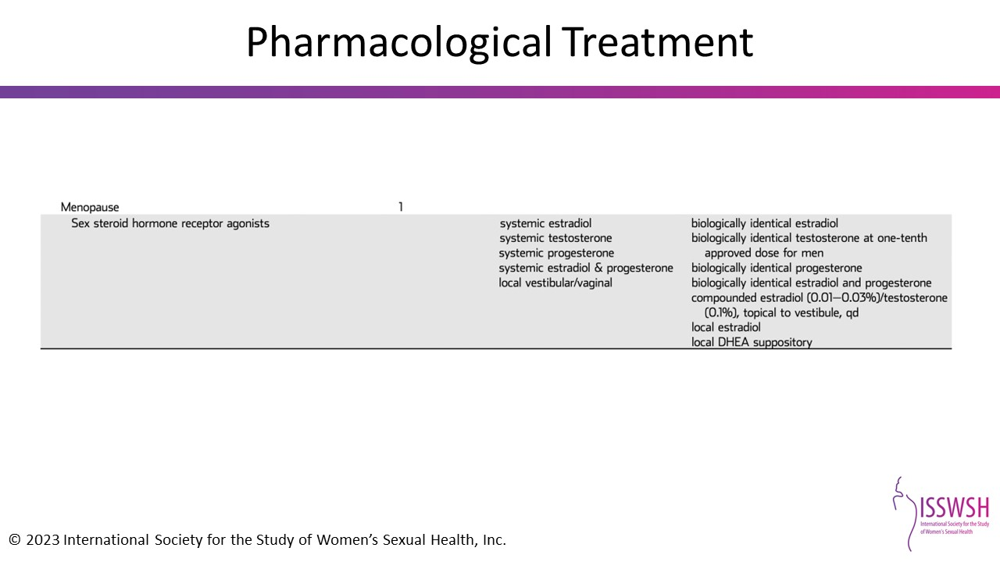 Pharmacological Treatment
Menopause 1
Sex steroid hormone receptor agonists systemic estradiol biologically identical estradiol
systemic testosterone biologically identical testosterone at one-tenth
approved dose for men
systemic progesterone
systemic estradiol & progesterone biologically identical progesterone
local vestibular/vaginal biologically identical estradiol and progesterone
compounded estradiol (0.01–0.03%)/testosterone
(0.1%), topical to vestibule, qd
local estradiol
local DHEA suppository
ISSWSH
International Society for the Study
of Women's Sexual Health
© 2023 International Society for the Study of Women’s Sexual Health, Inc.